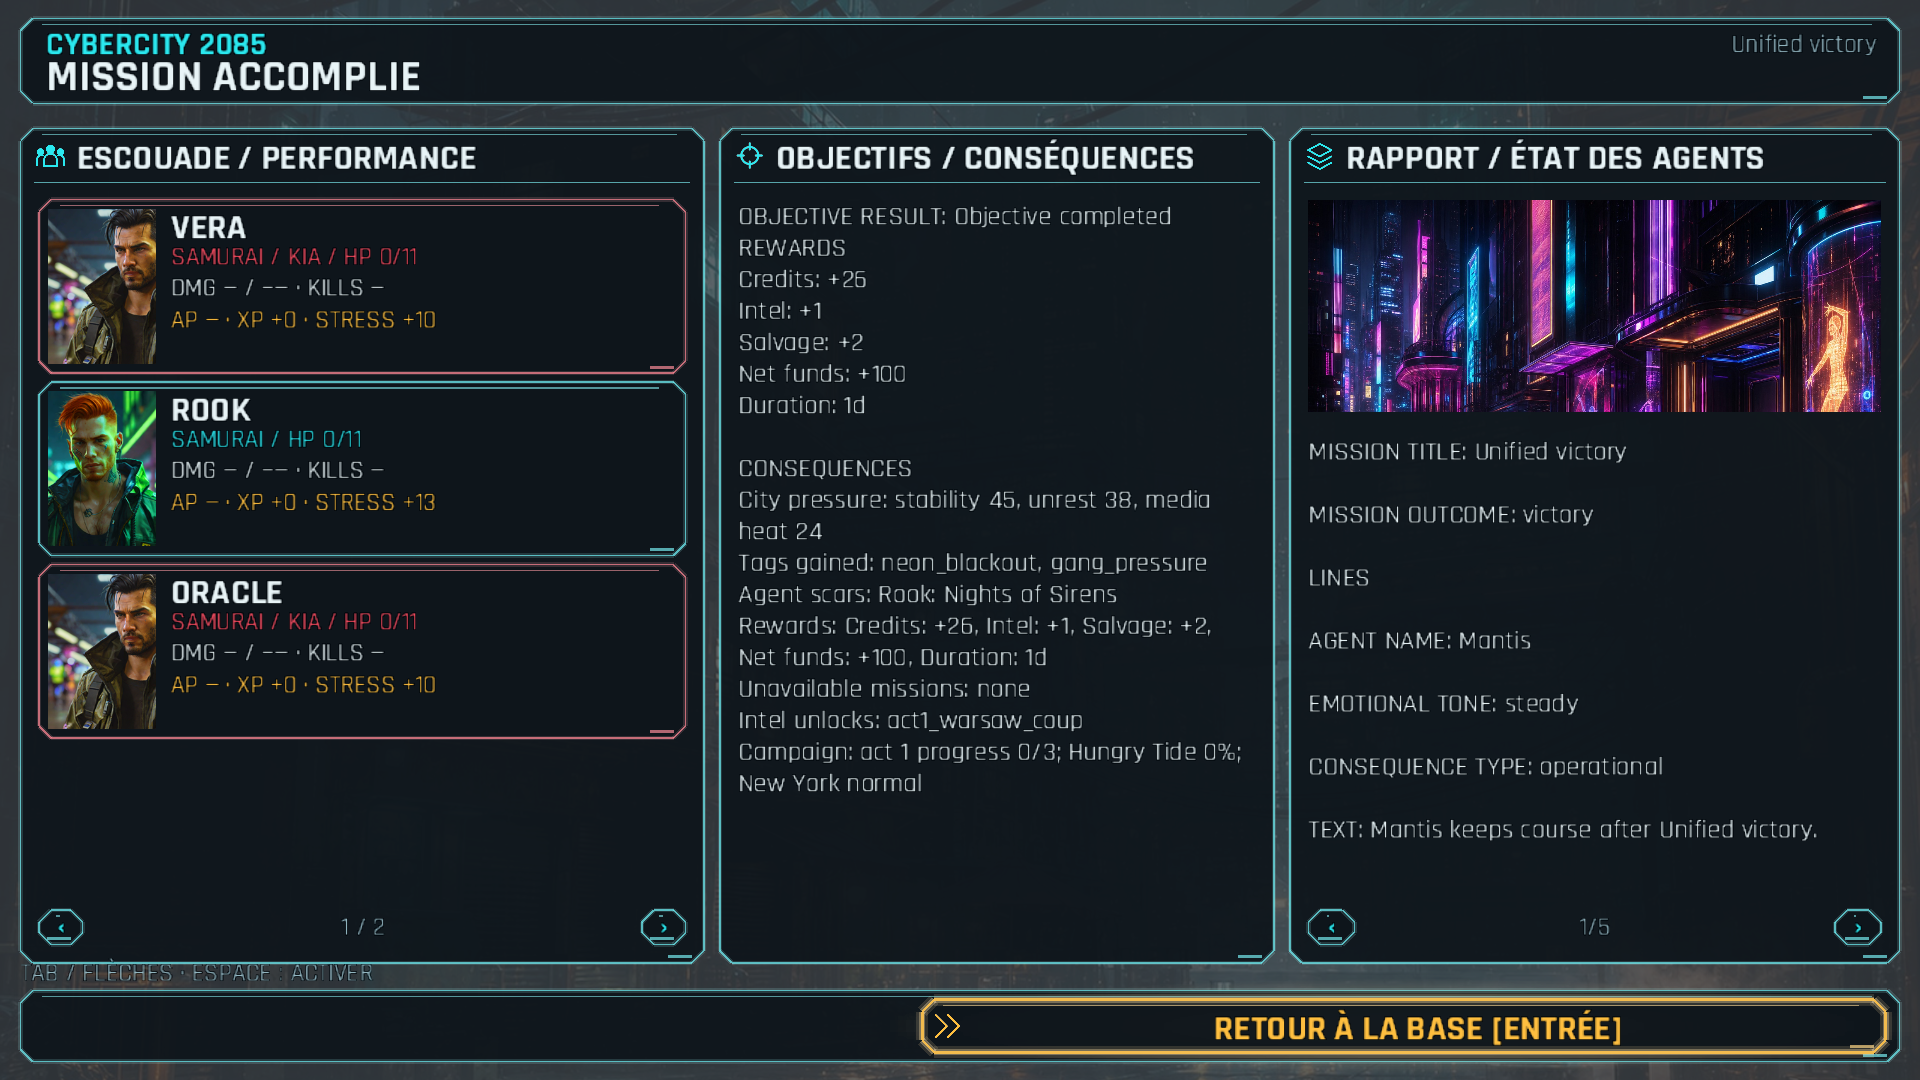 CYBERCITY 2085
MISSION ACCOMPLIE
Unified victory
ESCOUADE / PERFORMANCE
VERA
SAMURAI / KIA / HP 0/11
DMG – / –– · KILLS –
AP – · XP +0 · STRESS +10
ROOK
SAMURAI / HP 0/11
DMG – / –– · KILLS –
AP – · XP +0 · STRESS +13
ORACLE
SAMURAI / KIA / HP 0/11
DMG – / –– · KILLS –
AP – · XP +0 · STRESS +10
1 / 2
OBJECTIFS / CONSÉQUENCES
OBJECTIVE RESULT: Objective completed
REWARDS
Credits: +26
Intel: +1
Salvage: +2
Net funds: +100
Duration: 1d
CONSEQUENCES
City pressure: stability 45, unrest 38, media
heat 24
Tags gained: neon_blackout, gang_pressure
Agent scars: Rook: Nights of Sirens
Rewards: Credits: +26, Intel: +1, Salvage: +2,
Net funds: +100, Duration: 1d
Unavailable missions: none
Intel unlocks: act1_warsaw_coup
Campaign: act 1 progress 0/3; Hungry Tide 0%;
New York normal
RAPPORT / ÉTAT DES AGENTS
MISSION TITLE: Unified victory
MISSION OUTCOME: victory
LINES
AGENT NAME: Mantis
EMOTIONAL TONE: steady
CONSEQUENCE TYPE: operational
TEXT: Mantis keeps course after Unified victory.
1/5
TAB / FLÈCHES · ESPACE : ACTIVER
RETOUR À LA BASE [ENTRÉE]